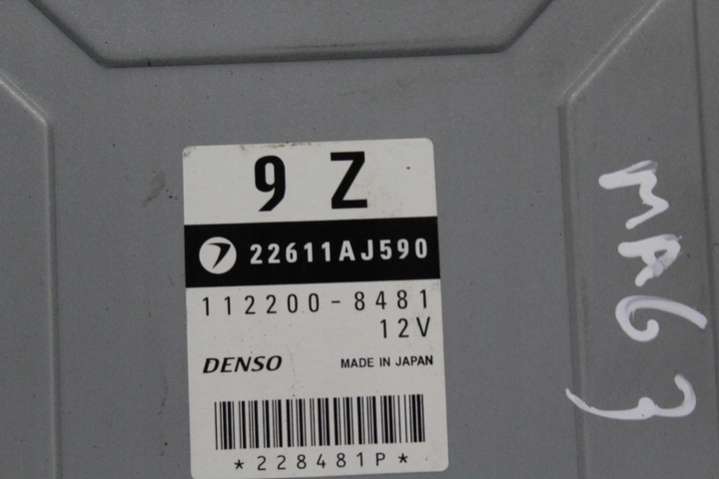 9 Z
22611AJ590
112200-8481
12V
DENSO MADE IN JAPAN
*228481P*
MA63